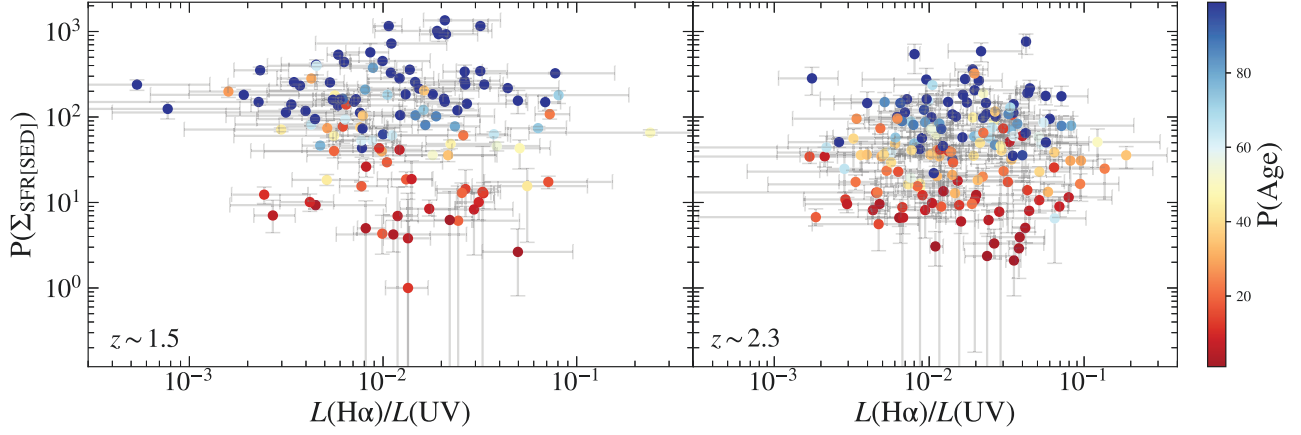 10³
10²
10¹
10⁰
P(Σ_SFR[SED])
z ~ 1.5
10⁻³
10⁻²
10⁻¹
L(Hα)/L(UV)
z ~ 2.3
10⁻³
10⁻²
10⁻¹
L(Hα)/L(UV)
80
60
40
20
P(Age)